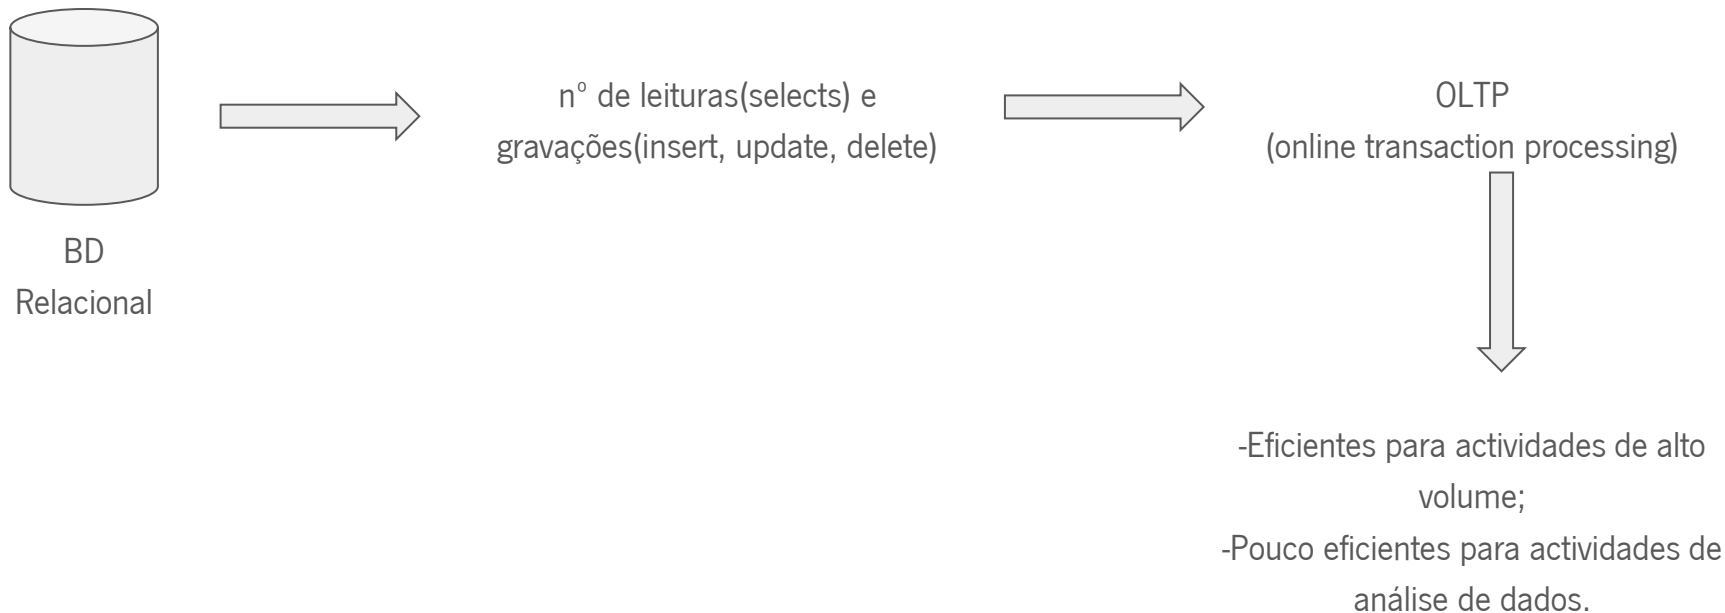 BD
Relacional
nº de leituras(selects) e
gravações(insert, update, delete)
OLTP
(online transaction processing)
-Eficientes para actividades de alto
volume;
-Pouco eficientes para actividades de
análise de dados.